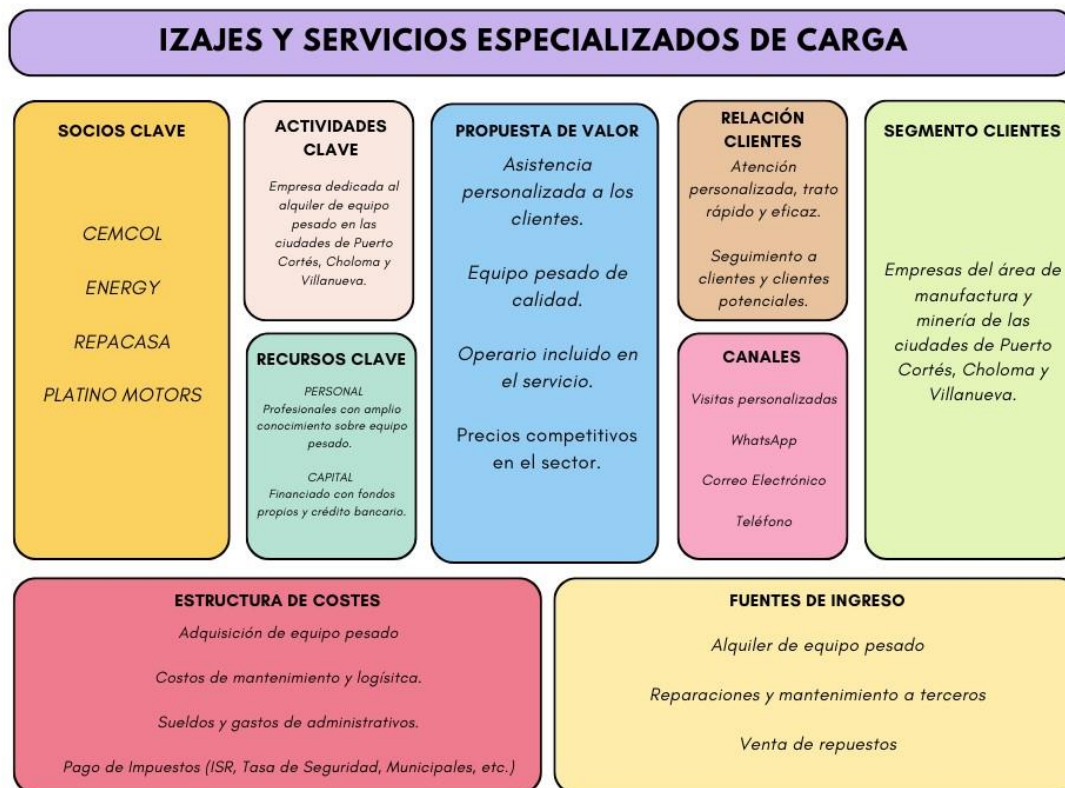 IZAJES Y SERVICIOS ESPECIALIZADOS DE CARGA
SOCIOS CLAVE
CEMCOL
ENERGY
REPACASA
PLATINO MOTORS
ACTIVIDADES
CLAVE
Empresa dedicada al
alquiler de equipo
pesado en las
ciudades de Puerto
Cortés, Choloma y
Villanueva.
RECURSOS CLAVE
PERSONAL
Profesionales con amplio
conocimiento sobre equipo
pesado.
CAPITAL
Financiado con fondos
propios y crédito bancario.
PROPUESTA DE VALOR
Asistencia
personalizada a los
clientes.
Equipo pesado de
calidad.
Operario incluido en
el servicio.
Precios competitivos
en el sector.
RELACIÓN
CLIENTES
Atención
personalizada, trato
rápido y eficaz.
Seguimiento a
clientes y clientes
potenciales.
CANALES
Visitas personalizadas
WhatsApp
Correo Electrónico
Teléfono
SEGMENTO CLIENTES
Empresas del área de
manufactura y
minería de las
ciudades de Puerto
Cortés, Choloma y
Villanueva.
ESTRUCTURA DE COSTES
Adquisición de equipo pesado
Costos de mantenimiento y logísitca.
Sueldos y gastos de administrativos.
Pago de Impuestos (ISR, Tasa de Seguridad, Municipales, etc.)
FUENTES DE INGRESO
Alquiler de equipo pesado
Reparaciones y mantenimiento a terceros
Venta de repuestos